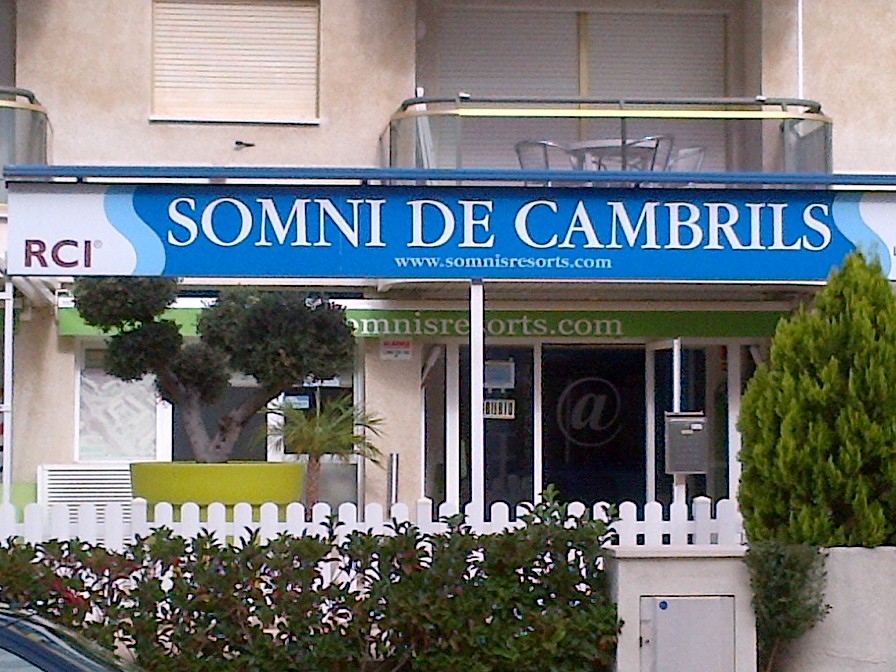 RCI®
SOMNI DE CAMBRILS
www.somnisresorts.com
omnisresorts.com
@